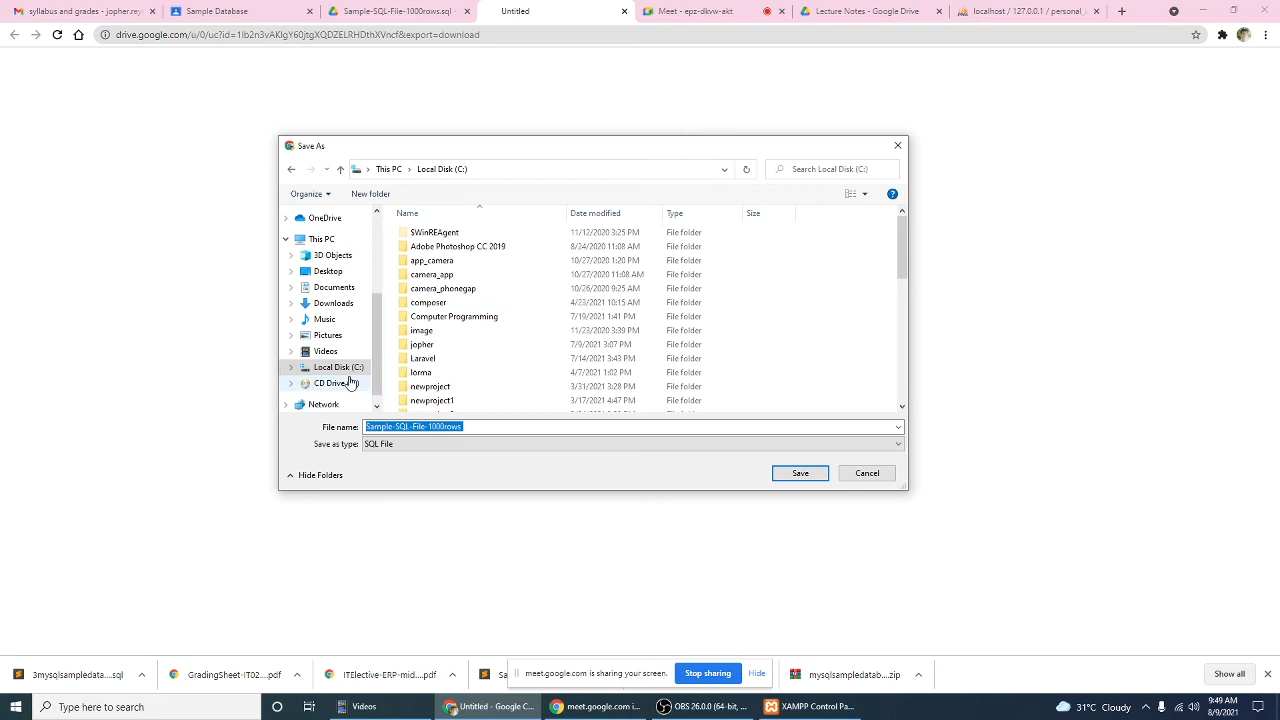 syllabus and grades - jopher.rey
Sample Database
Sample-SQL-File-1000rows.sql
Untitled
Meet - epz-dkvw-akt
Lecture Notes - Google Drive
localhost / 127.0.0.1 / personal_
Save As
This PC > Local Disk (C:)
Search Local Disk (C:)
Organize
New folder
Name
Date modified
Type
Size
OneDrive
This PC
3D Objects
Desktop
Documents
Downloads
Music
Pictures
Videos
Local Disk (C:)
CD Drive
Network
$WinREAgent 11/12/2020 3:25 PM File folder
Adobe Photoshop CC 2019 8/24/2020 11:08 AM File folder
app_camera 10/27/2020 1:20 PM File folder
camera_app 10/27/2020 11:08 AM File folder
camera_phonegap 10/26/2020 9:25 AM File folder
composer 4/23/2021 10:15 AM File folder
Computer Programming 7/19/2021 1:41 PM File folder
image 11/23/2020 3:39 PM File folder
jopher 7/9/2021 3:07 PM File folder
Laravel 7/14/2021 3:43 PM File folder
lorma 4/7/2021 1:02 PM File folder
newproject 3/31/2021 3:28 PM File folder
newproject1 3/17/2021 4:47 PM File folder
File name: Sample-SQL-File-1000rows
Save as type: SQL File
Hide Folders
Save
Cancel
3mysqlsampledatab....sql
GradingSheet-IT02....pdf
ITElective-ERP-mid....pdf
meet.google.com is sharing your screen.
Stop sharing
Hide
mysqlsampledatab....zip
Show all
Type here to search
Videos
Untitled - Google C...
meet.google.com i...
OBS 26.0.0 (64-bit, ...
XAMPP Control Pa...
31°C Cloudy
9:49 AM
8/9/2021